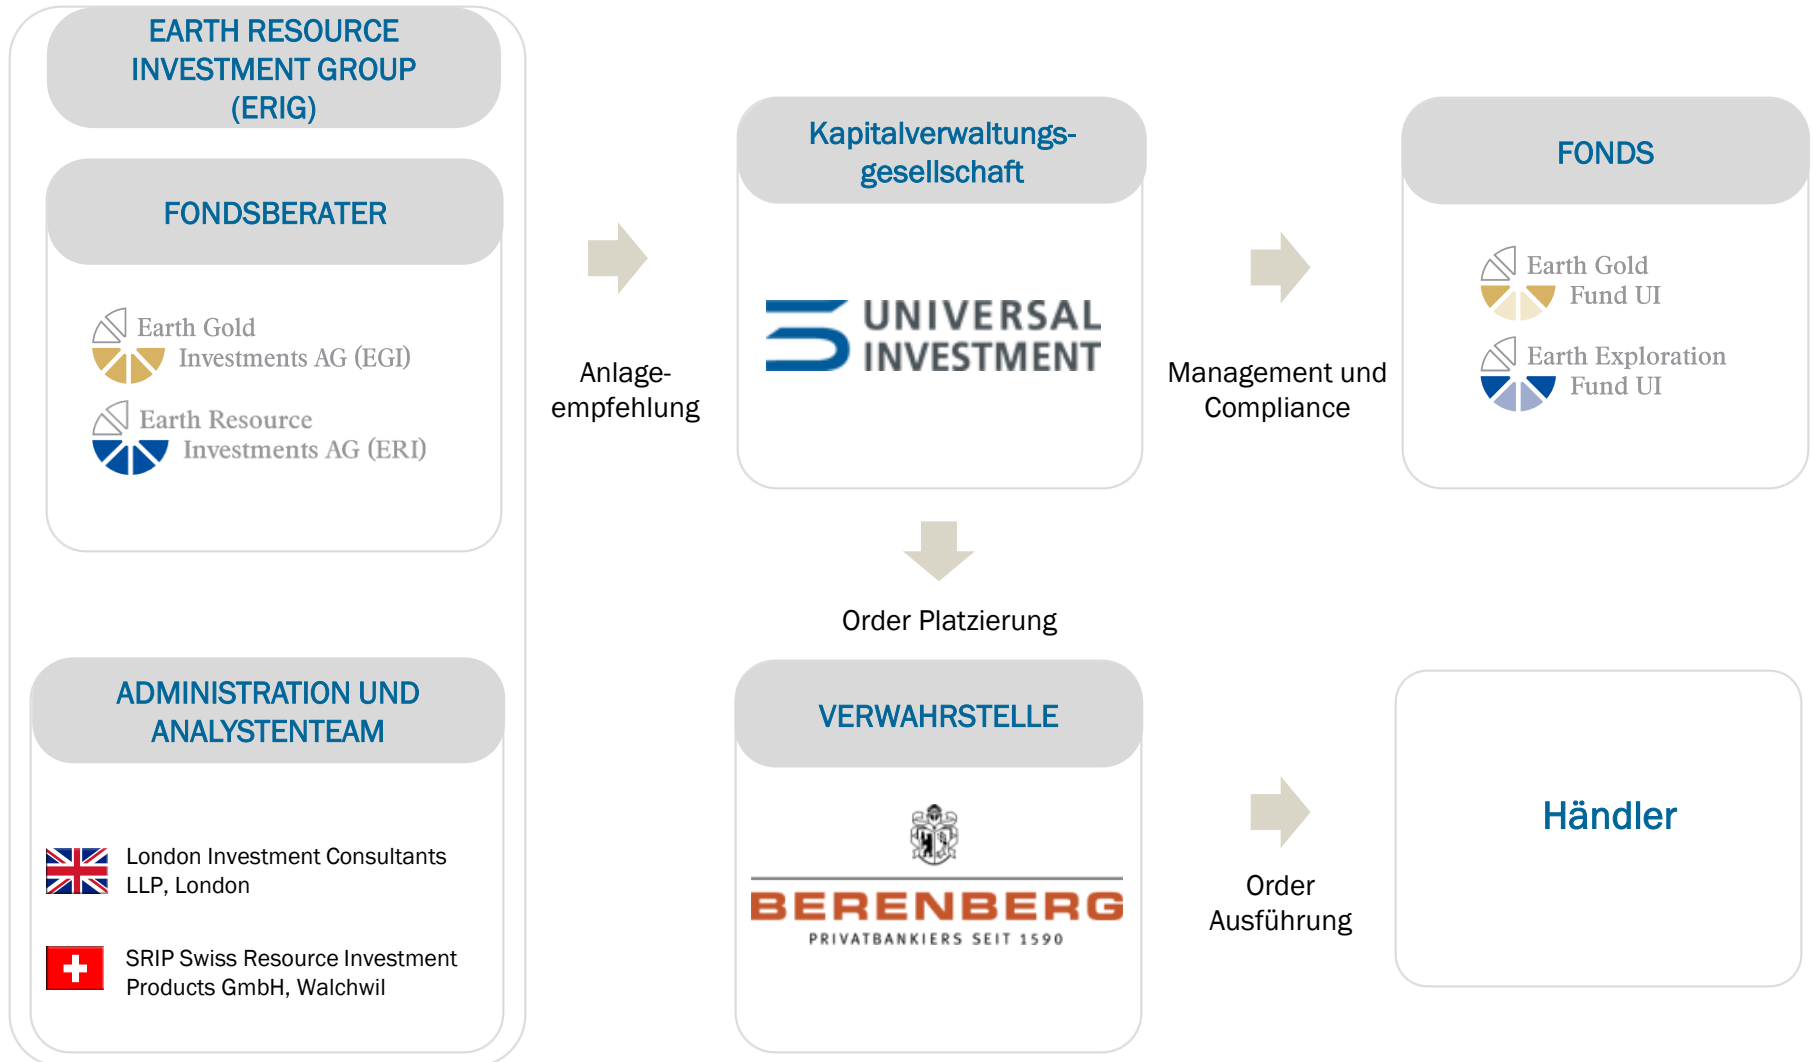 EARTH RESOURCE
INVESTMENT GROUP
(ERIG)
FONDSBERATER
Earth Gold
Investments AG (EGI)
Earth Resource
Investments AG (ERI)
ADMINISTRATION UND
ANALYSTENTEAM
London Investment Consultants
LLP, London
SRIP Swiss Resource Investment
Products GmbH, Walchwil
Anlage-
empfehlung
Kapitalverwaltungs-
gesellschaft
UNIVERSAL
INVESTMENT
Management und
Compliance
FONDS
Earth Gold
Fund UI
Earth Exploration
Fund UI
Order Platzierung
VERWAHRSTELLE
BERENBERG
PRIVATBANKIERS SEIT 1590
Order
Ausführung
Händler